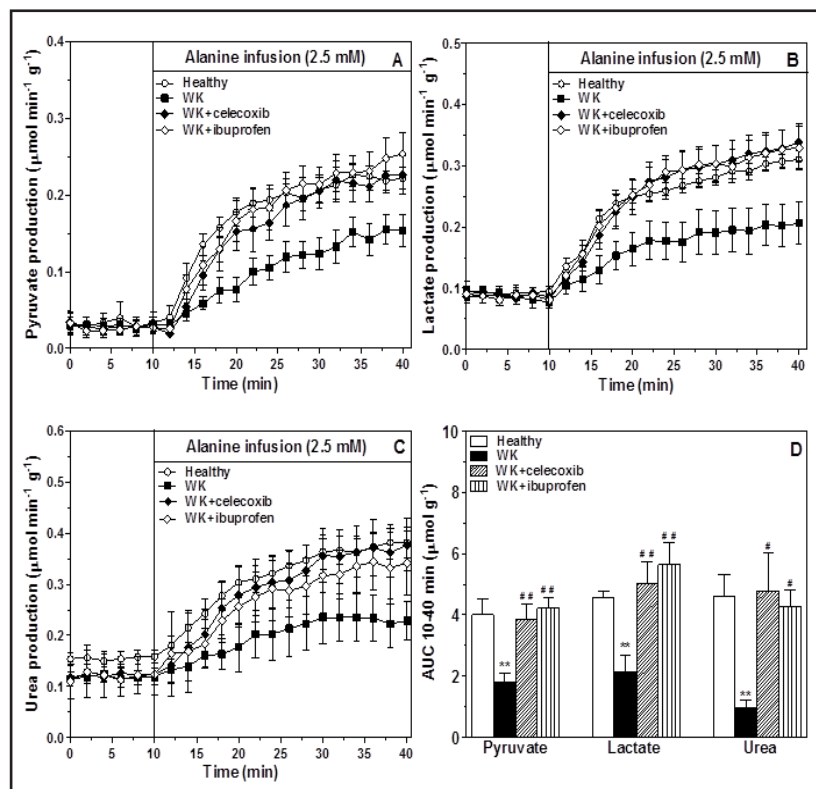 Alanine infusion (2.5 mM) A
Healthy
WK
WK+celecoxib
WK+ibuprofen
Pyruvate production (µmol min⁻¹ g⁻¹)
0.4
0.3
0.2
0.1
0.0
0 5 10 15 20 25 30 35 40
Time (min)
Alanine infusion (2.5 mM) B
Healthy
WK
WK+celecoxib
WK+ibuprofen
Lactate production (µmol min⁻¹ g⁻¹)
0.5
0.4
0.3
0.2
0.1
0.0
0 5 10 15 20 25 30 35 40
Time (min)
Alanine infusion (2.5 mM) C
Healthy
WK
WK+celecoxib
WK+ibuprofen
Urea production (µmol min⁻¹ g⁻¹)
0.6
0.5
0.4
0.3
0.2
0.1
0.0
0 5 10 15 20 25 30 35 40
Time (min)
D
Healthy
WK
WK+celecoxib
WK+ibuprofen
AUC 10-40 min (µmol g⁻¹)
10
8
6
4
2
0
** ## ##
** ## ##
** # #
Pyruvate Lactate Urea